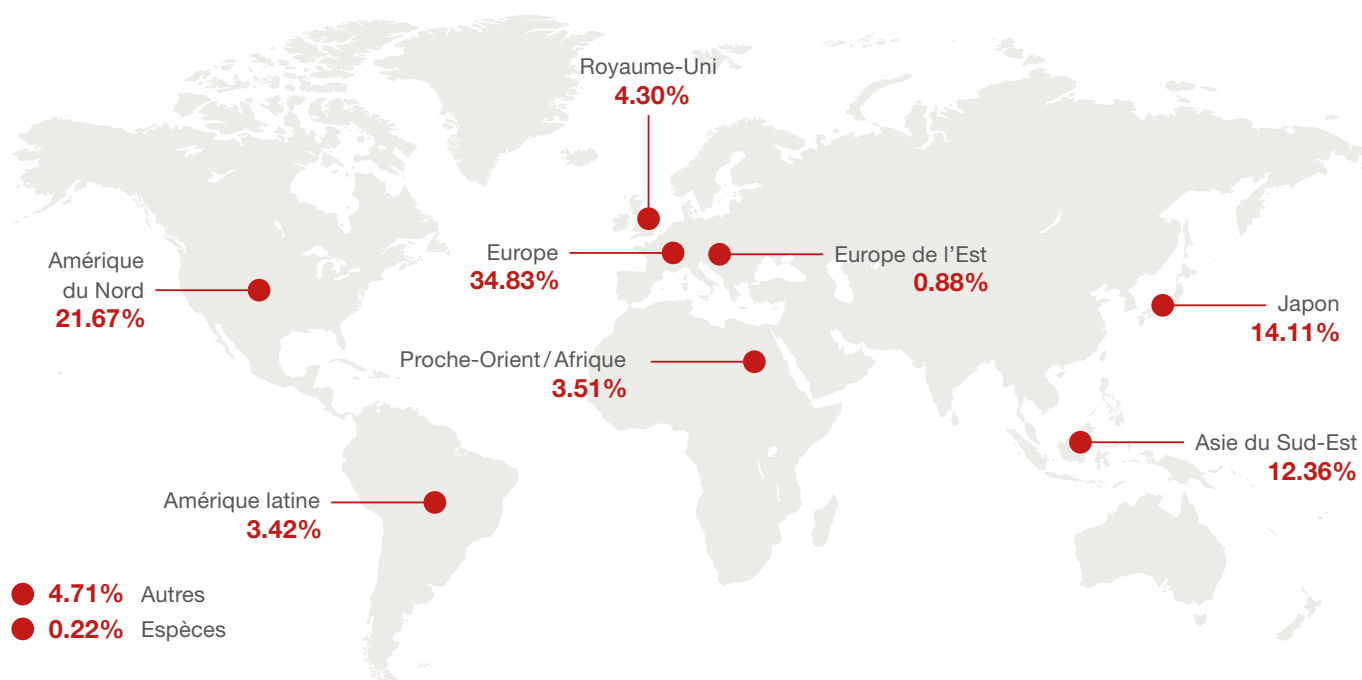 Royaume-Uni
4.30%
Europe
34.83%
Europe de l’Est
0.88%
Amérique
du Nord
21.67%
Japon
14.11%
Proche-Orient / Afrique
3.51%
Asie du Sud-Est
12.36%
Amérique latine
3.42%
4.71% Autres
0.22% Espèces